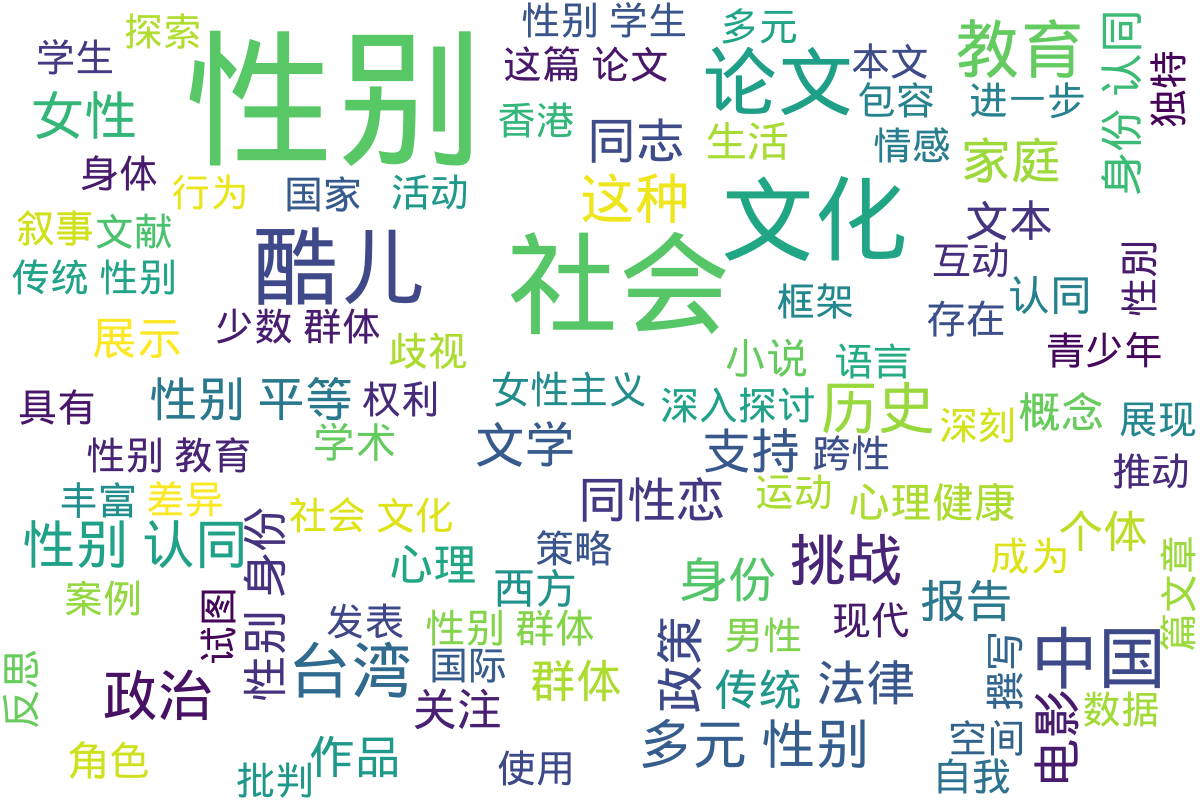 性别 学生
多元
探索
学生
性别
这篇 论文
论文
本文
教育
身份 认同
独特
女性
香港
同志
生活
包容
进一步
身体
行为
国家
活动
这种
文化
情感
家庭
叙事
文献
酷儿
社会
文本
传统 性别
框架
互动
认同
性别
存在
展示
少数 群体
歧视
小说
语言
青少年
具有
性别 平等
权利
女性主义
深入探讨
历史
深刻
概念
展现
性别 教育
学术
文学
支持
跨性
推动
丰富
差异
社会 文化
同性恋
运动
心理健康
个体
性别 认同
性别 身份
心理
策略
挑战
成为
篇文章
案例
试图
发表
西方
身份
报告
性别 群体
男性
现代
中国
反思
政治
台湾
国际
关注
群体
政策
传统
法律
撰写
电影
数据
角色
批判
作品
使用
多元 性别
空间
自我